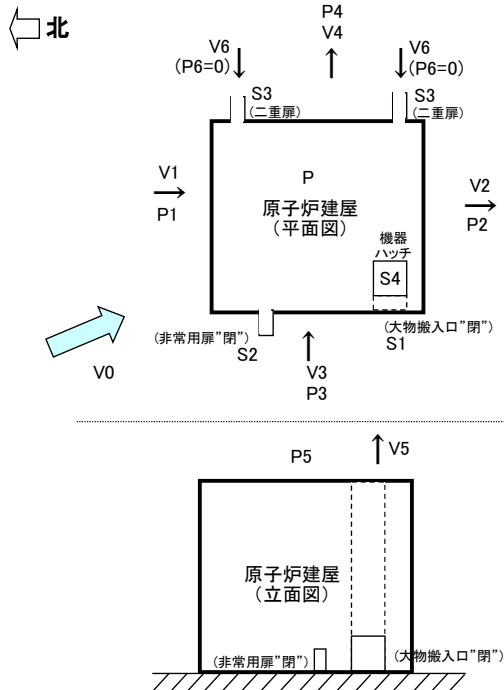 北
P4
V4
V6
(P6=0)
V6
(P6=0)
S3
(二重扉)
S3
(二重扉)
V1
P1
P
原子炉建屋
(平面図)
V2
P2
機器
ハッチ
S4
(非常用扉”閉”)
S2
(大物搬入口”閉”)
S1
V0
V3
P3
P5
V5
原子炉建屋
(立面図)
(非常用扉”閉”)
(大物搬入口”閉”)